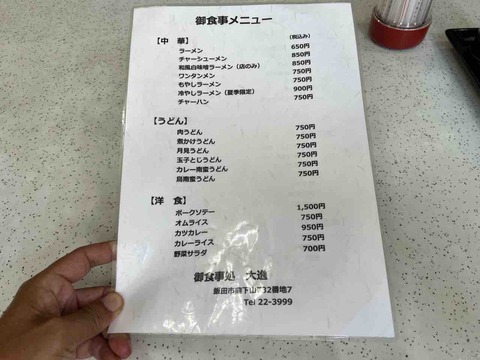 御食事メニュー
(税込み)
【中 華】
ラーメン 650円
チャーシューメン 850円
和風白味噌ラーメン（店のみ） 850円
ワンタンメン 750円
もやしラーメン 750円
冷やしラーメン（夏季限定） 900円
チャーハン 750円
【うどん】
肉うどん 750円
煮かけうどん 750円
月見うどん 750円
玉子とじうどん 750円
カレー南蛮うどん 750円
鳥南蛮うどん 750円
【洋 食】
ポークソテー 1,500円
オムライス 750円
カツカレー 950円
カレーライス 750円
野菜サラダ 700円
御食事処 大進
飯田市 下山 32番地7
Tel 22-3999